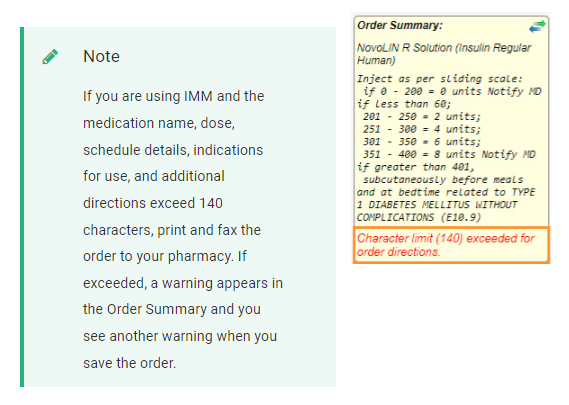 Note
If you are using IMM and the
medication name, dose,
schedule details, indications
for use, and additional
directions exceed 140
characters, print and fax the
order to your pharmacy. If
exceeded, a warning appears in
the Order Summary and you
see another warning when you
save the order.
Order Summary:
NovoLIN R Solution (Insulin Regular
Human)
Inject as per sliding scale:
if 0 - 200 = 0 units Notify MD
if less than 60;
201 - 250 = 2 units;
251 - 300 = 4 units;
301 - 350 = 6 units;
351 - 400 = 8 units Notify MD
if greater than 401,
subcutaneously before meals
and at bedtime related to TYPE
1 DIABETES MELLITUS WITHOUT
COMPLICATIONS (E10.9)
Character limit (140) exceeded for
order directions.